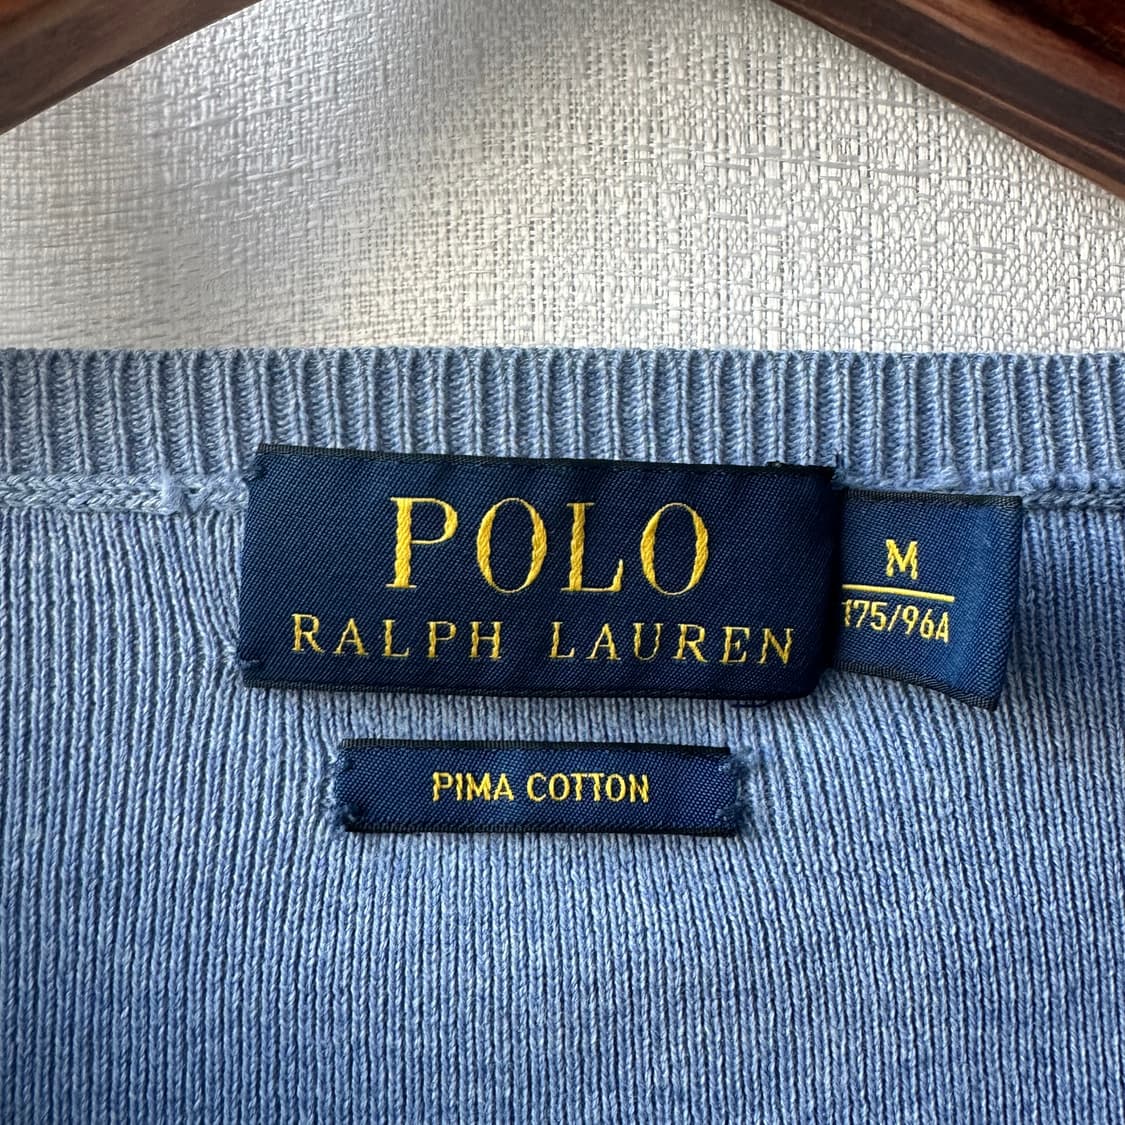 POLO
RALPH LAUREN
M
175/96A
PIMA COTTON